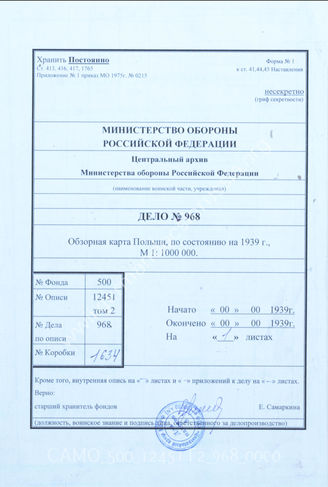 Хранить Постоянно
Ст. 413, 436, 417, 1765
Приложение № 1 приказ МО 1975г. № 0215
Форма № 1
к ст. 41,44,45 Наставления
несекретно
(гриф секретности)
МИНИСТЕРСТВО ОБОРОНЫ
РОССИЙСКОЙ ФЕДЕРАЦИИ
Центральный архив
Министерства обороны Российской Федерации
(наименование воинской части, учреждения)
ДЕЛО № 968
Обзорная карта Польши, по состоянию на 1939 г.,
М 1: 1000 000.
№ Фонда 500
№ Описи 12451
том 2
№ Дела 968
по описи
№ Коробки 1634
Начато « 00 » 00 1939г.
Окончено « 00 » 00 1939г.
На « 1 » листах
Кроме того, внутренняя опись на «–» листах и «–» приложений к делу на «–» листах.
Верно:
старший хранитель фондов Е. Самаркина
(должность, воинское звание и подпись лица, ответственного за делопроизводство)
CAMO 500_12451 T2_968-0000